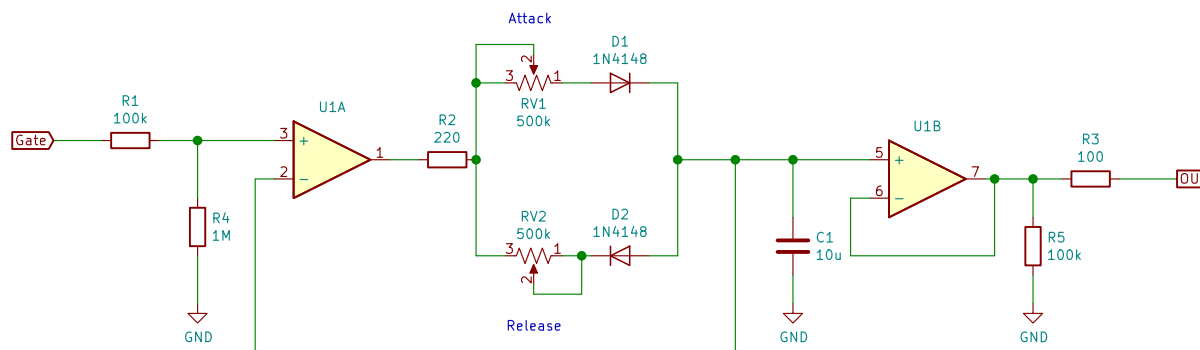 Attack
D1
1N4148
3
2
1
RV1
500k
R1
100k
Gate
U1A
3
+
2
−
1
R2
220
R4
1M
GND
RV2
500k
3
1
2
D2
1N4148
Release
C1
10u
GND
U1B
5
+
6
−
7
R3
100
OU
R5
100k
GND